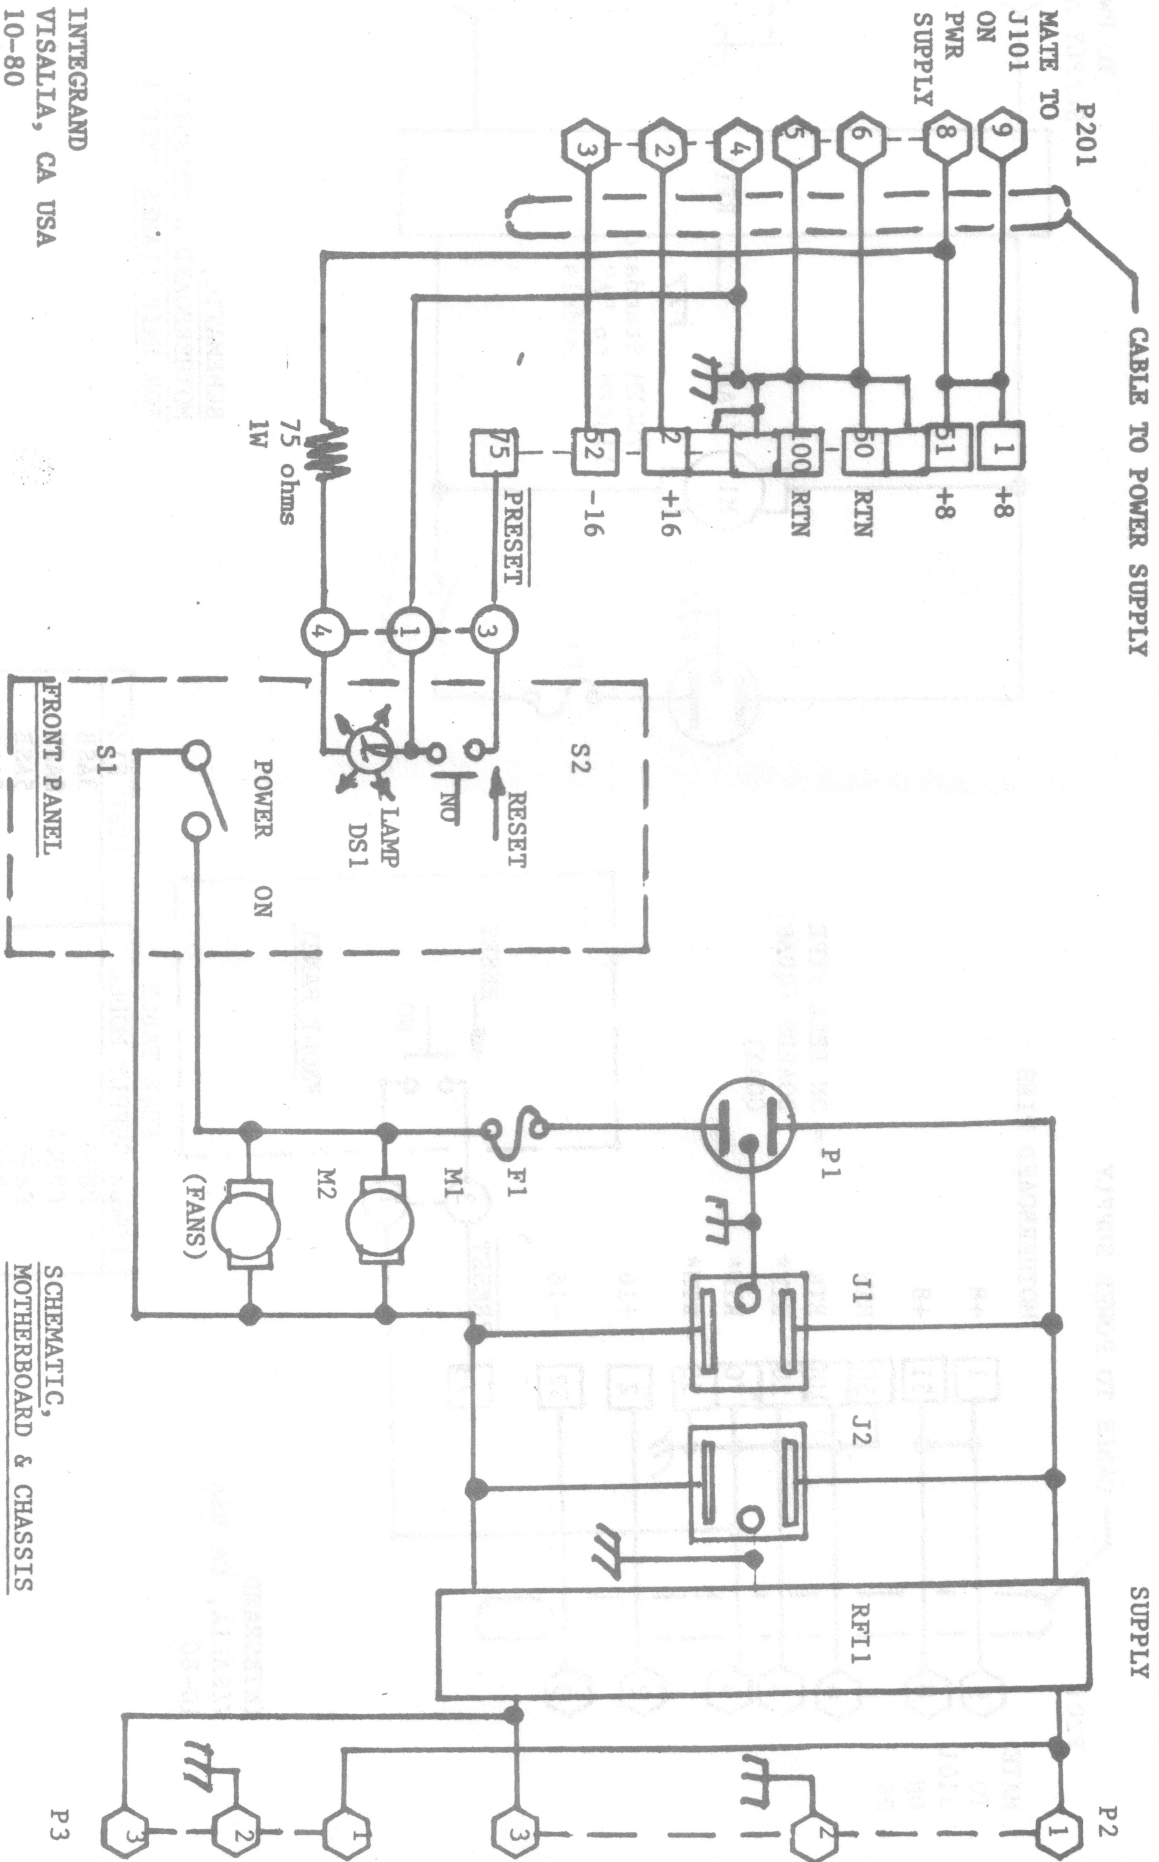 P201
MATE TO
J101
ON
PWR
SUPPLY
CABLE TO POWER SUPPLY
9
8
6
5
4
2
3
1
51
50
100
2
52
75
+8
+8
RTN
RTN
+16
-16
PRESET
75 ohms
1W
3
1
4
S2
RESET
NO
LAMP
DS1
POWER ON
S1
FRONT PANEL
P1
F1
M1
M2
(FANS)
J1
J2
RFI1
SUPPLY
P2
1
2
3
1
2
3
P3
INTEGRAND
VISALIA, CA USA
10-80
SCHEMATIC,
MOTHERBOARD & CHASSIS